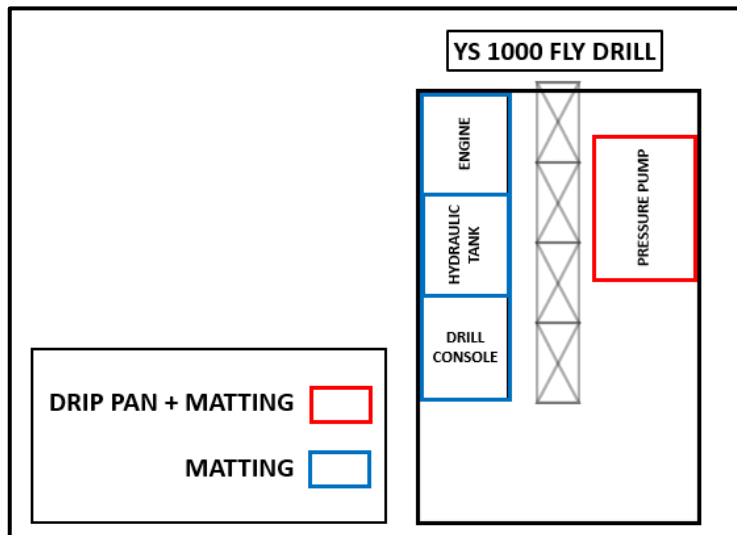 YS 1000 FLY DRILL
ENGINE
HYDRAULIC
TANK
DRILL
CONSOLE
PRESSURE PUMP
DRIP PAN + MATTING
MATTING